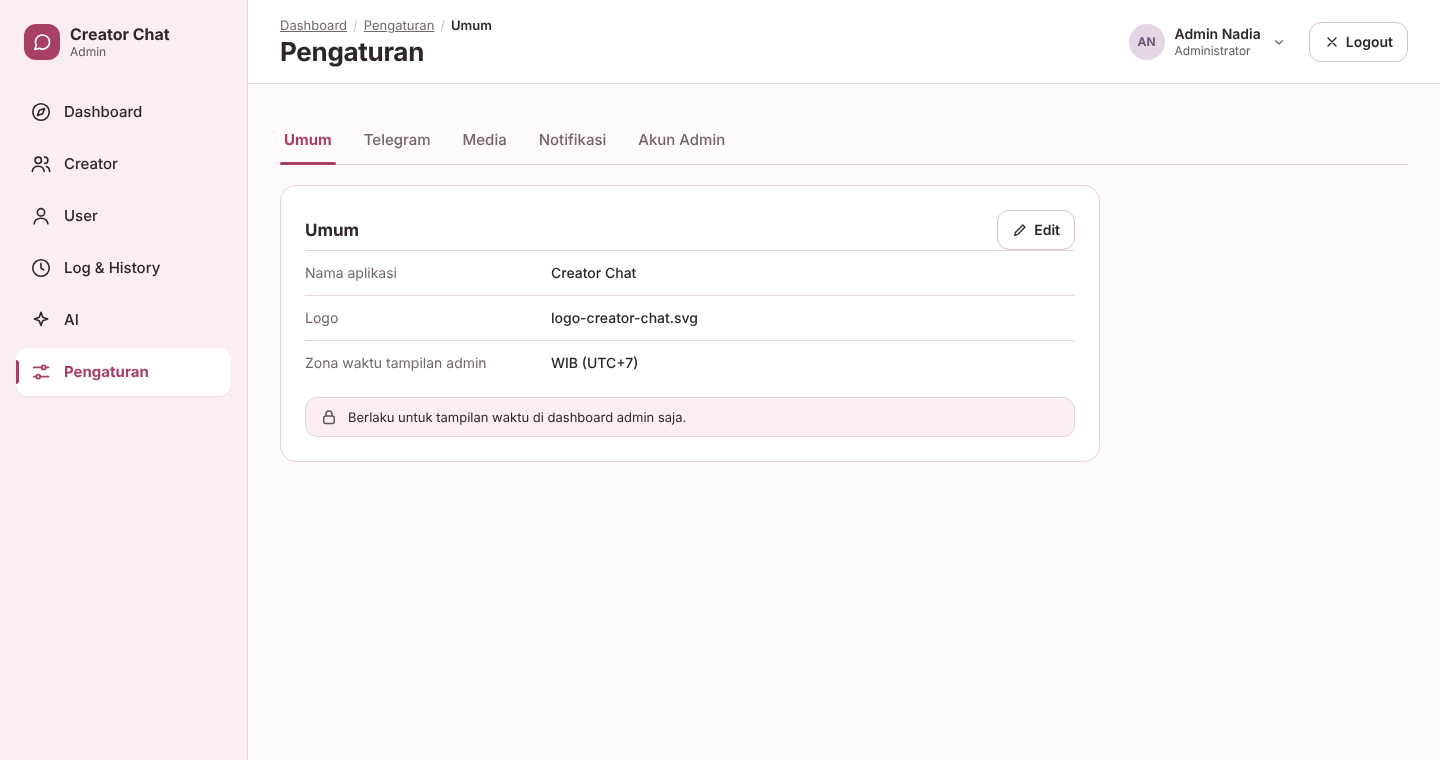 Creator Chat
Admin
Dashboard
Creator
User
Log & History
AI
Pengaturan
Dashboard / Pengaturan / Umum
Pengaturan
AN
Admin Nadia
Administrator
Logout
Umum Telegram Media Notifikasi Akun Admin
Umum
Edit
Nama aplikasi Creator Chat
Logo logo-creator-chat.svg
Zona waktu tampilan admin WIB (UTC+7)
Berlaku untuk tampilan waktu di dashboard admin saja.